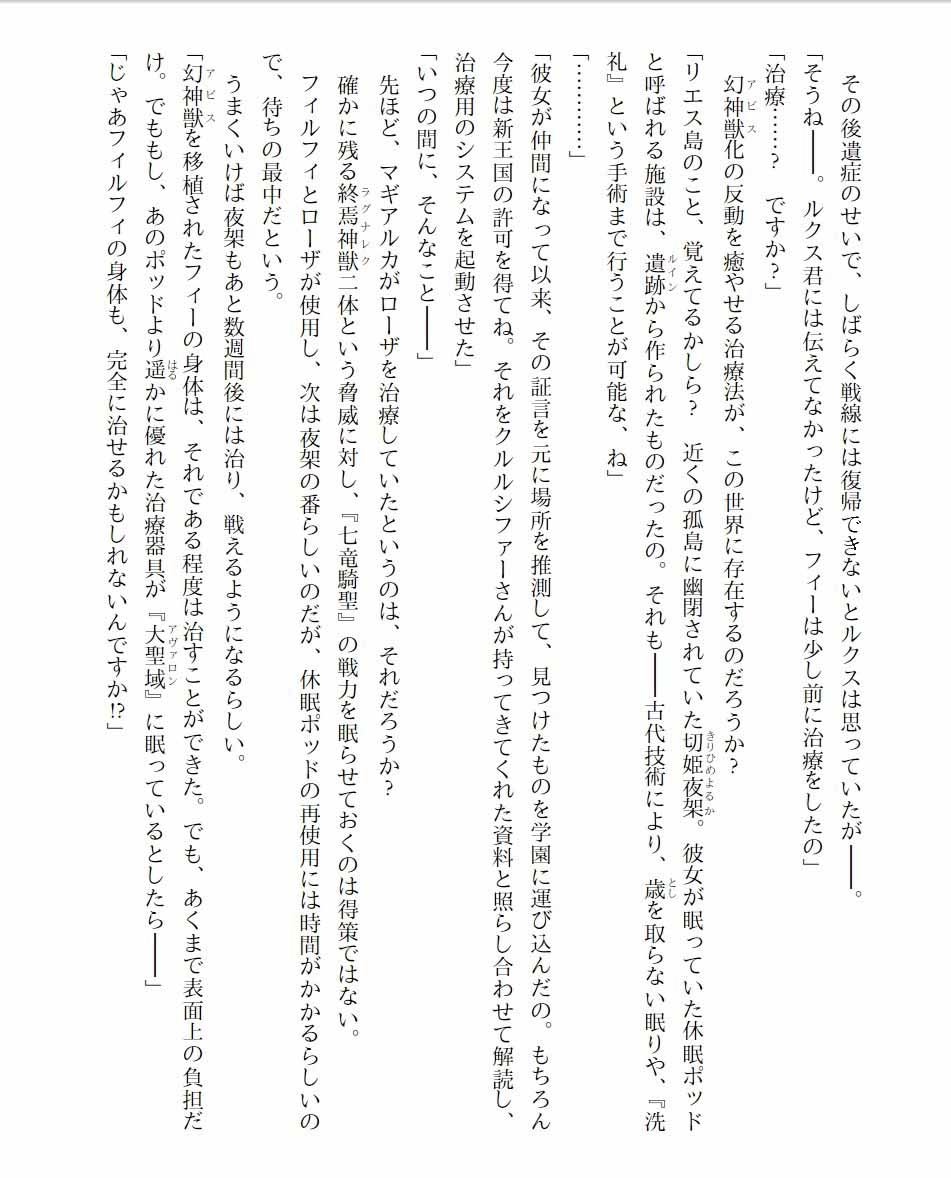 その後遺症のせいで、しばらく戦線には復帰できないとルクスは思っていたが――。
「そうね――。ルクス君には伝えてなかったけど、フィーは少し前に治療をしたの」
「治療……？　ですか？」
　幻神獣化の反動を癒やせる治療法が、この世界に存在するのだろうか？
「リエス島のこと、覚えてるかしら？　近くの孤島に幽閉されていた切姫夜架。彼女が眠っていた休眠ポッド
と呼ばれる施設は、遺跡から作られたものだったの。それも――古代技術により、歳を取らない眠りや、『洗
礼』という手術まで行うことが可能な、ね」
「…………」
「彼女が仲間になって以来、その証言を元に場所を推測して、見つけたものを学園に運び込んだの。もちろん
今度は新王国の許可を得てね。それをクルルシファーさんが持ってきてくれた資料と照らし合わせて解読し、
治療用のシステムを起動させた」
「いつの間に、そんなこと――」
　先ほど、マギアルカがローザを治療していたというのは、それだろうか？
　確かに残る終焉神獣二体という脅威に対し、『七竜騎聖』の戦力を眠らせておくのは得策ではない。
　フィルフィとローザが使用し、次は夜架の番らしいのだが、休眠ポッドの再使用には時間がかかるらしいの
で、待ちの最中だという。
　うまくいけば夜架もあと数週間後には治り、戦えるようになるらしい。
「幻神獣を移植されたフィーの身体は、それである程度は治すことができた。でも、あくまで表面上の負担だ
け。でももし、あのポッドより遥かに優れた治療器具が『大聖域』に眠っているとしたら――」
「じゃあフィルフィの身体も、完全に治せるかもしれないんですか!?」